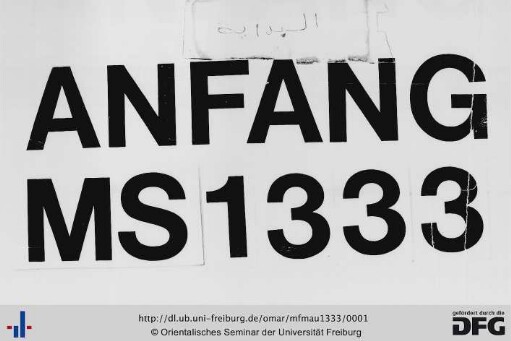 البداية
ANFANG
MS1333
http://dl.ub.uni-freiburg.de/omar/mfmau1333/0001
© Orientalisches Seminar der Universität Freiburg
gefördert durch die
DFG